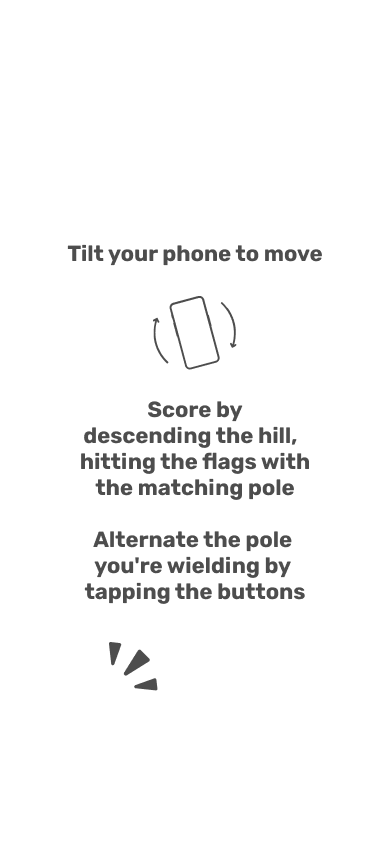 Tilt your phone to move
Score by
descending the hill,
hitting the flags with
the matching pole
Alternate the pole
you're wielding by
tapping the buttons